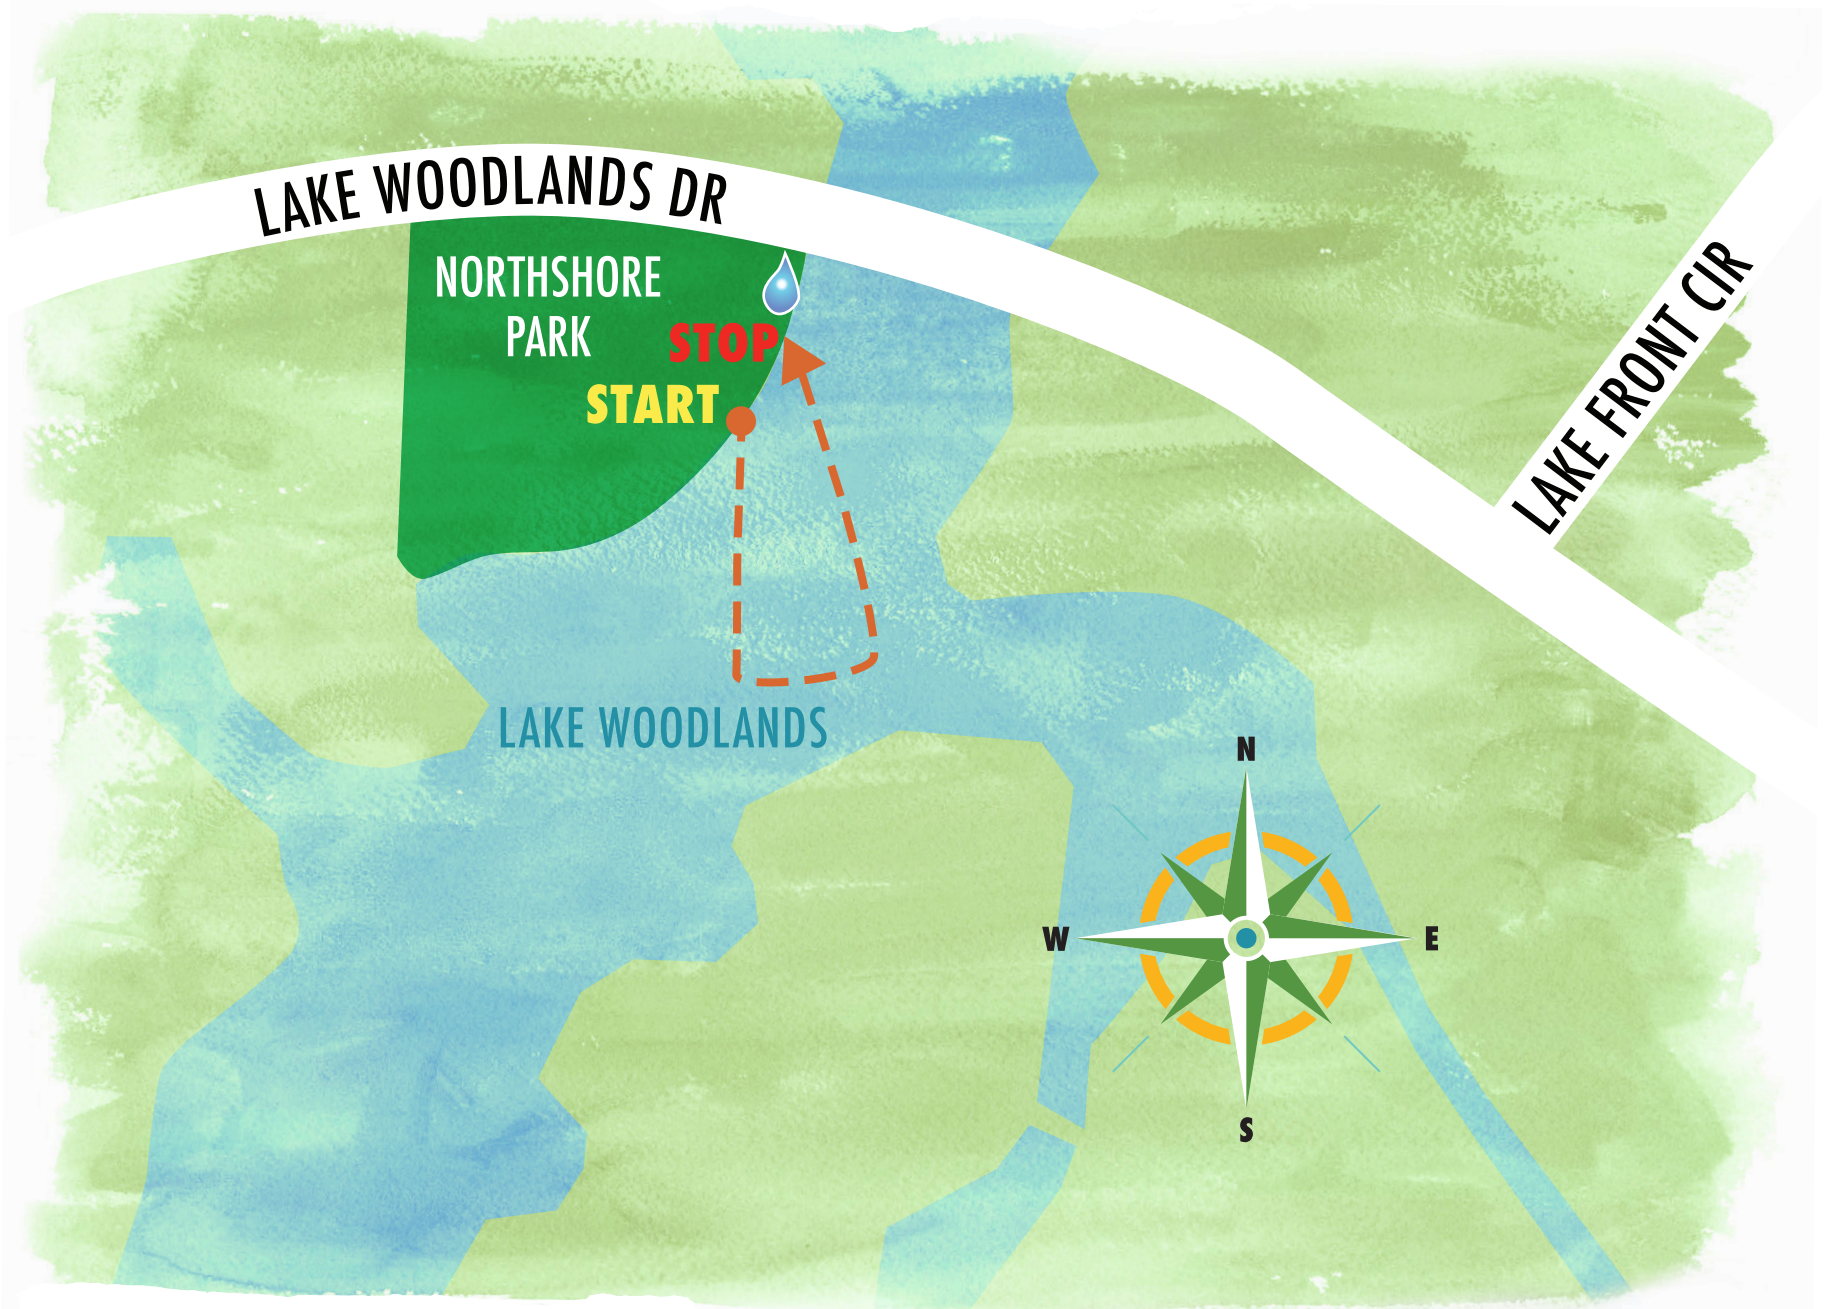 LAKE WOODLANDS DR
NORTHSHORE
PARK
STOP
START
LAKE FRONT CIR
LAKE WOODLANDS
N
W
E
S